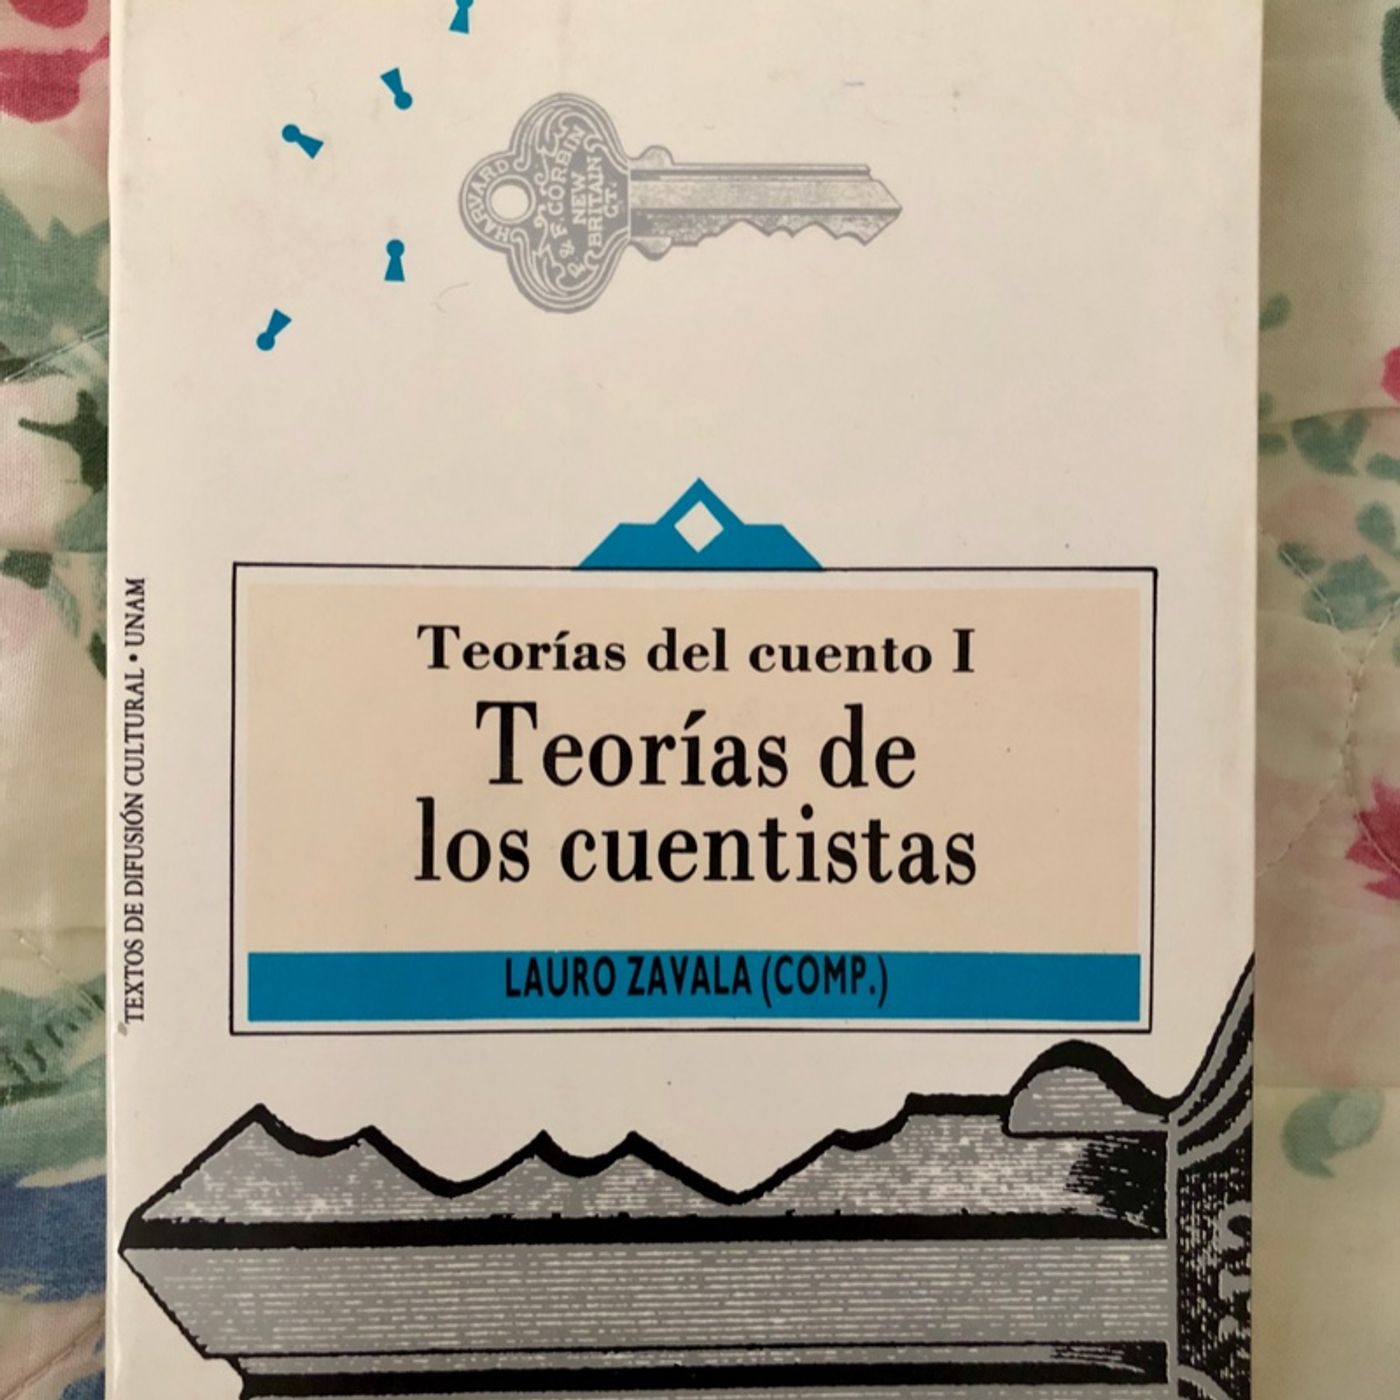 HARVARD
P. & F. CORBIN
NEW
BRITAIN
CT.
TEXTOS DE DIFUSIÓN CULTURAL • UNAM
Teorías del cuento I
Teorías de
los cuentistas
LAURO ZAVALA (COMP.)